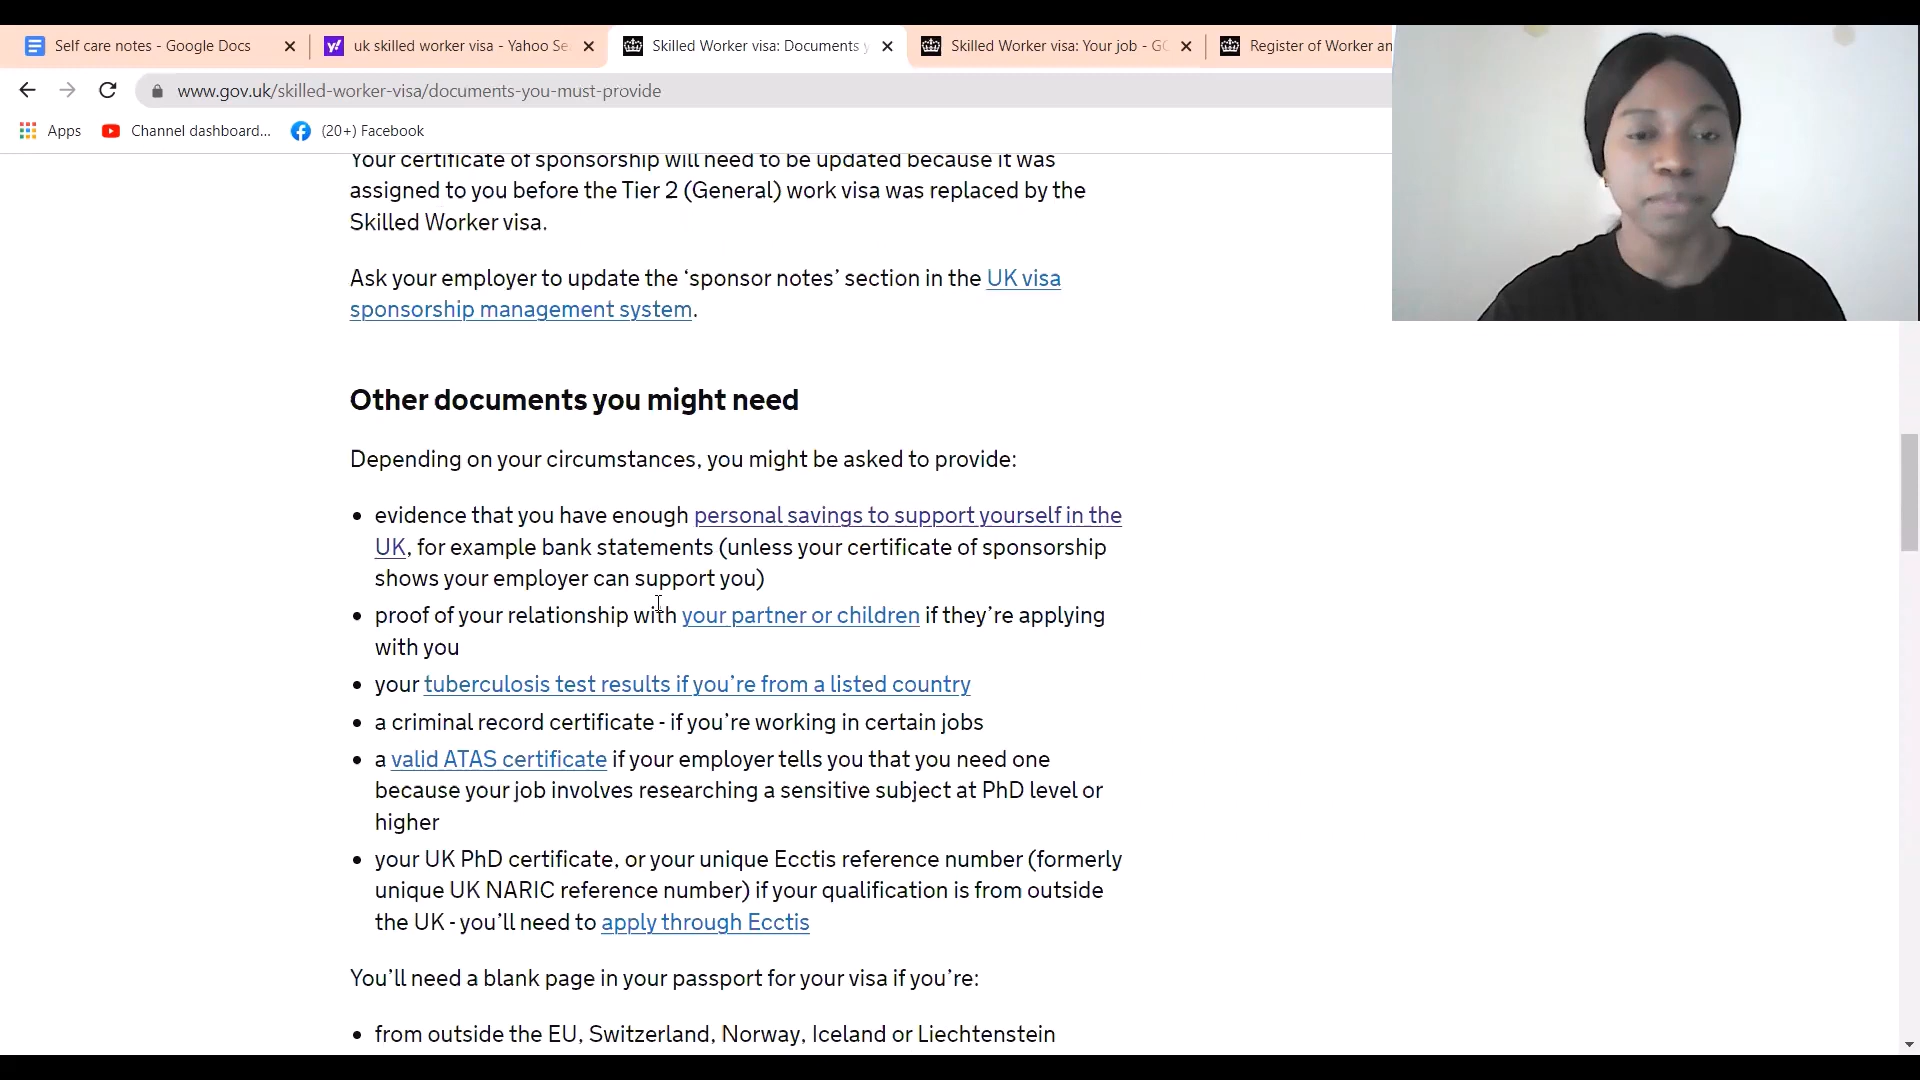 Self care notes - Google Docs
uk skilled worker visa - Yahoo Se
Skilled Worker visa: Documents y
Skilled Worker visa: Your job - GO
Register of Worker an
www.gov.uk/skilled-worker-visa/documents-you-must-provide
Apps
Channel dashboard...
(20+) Facebook
Your certificate of sponsorship will need to be updated because it was
assigned to you before the Tier 2 (General) work visa was replaced by the
Skilled Worker visa.
Ask your employer to update the ‘sponsor notes’ section in the UK visa
sponsorship management system.
Other documents you might need
Depending on your circumstances, you might be asked to provide:
• evidence that you have enough personal savings to support yourself in the
UK, for example bank statements (unless your certificate of sponsorship
shows your employer can support you)
• proof of your relationship with your partner or children if they’re applying
with you
• your tuberculosis test results if you’re from a listed country
• a criminal record certificate - if you’re working in certain jobs
• a valid ATAS certificate if your employer tells you that you need one
because your job involves researching a sensitive subject at PhD level or
higher
• your UK PhD certificate, or your unique Ecctis reference number (formerly
unique UK NARIC reference number) if your qualification is from outside
the UK - you’ll need to apply through Ecctis
You’ll need a blank page in your passport for your visa if you’re:
• from outside the EU, Switzerland, Norway, Iceland or Liechtenstein